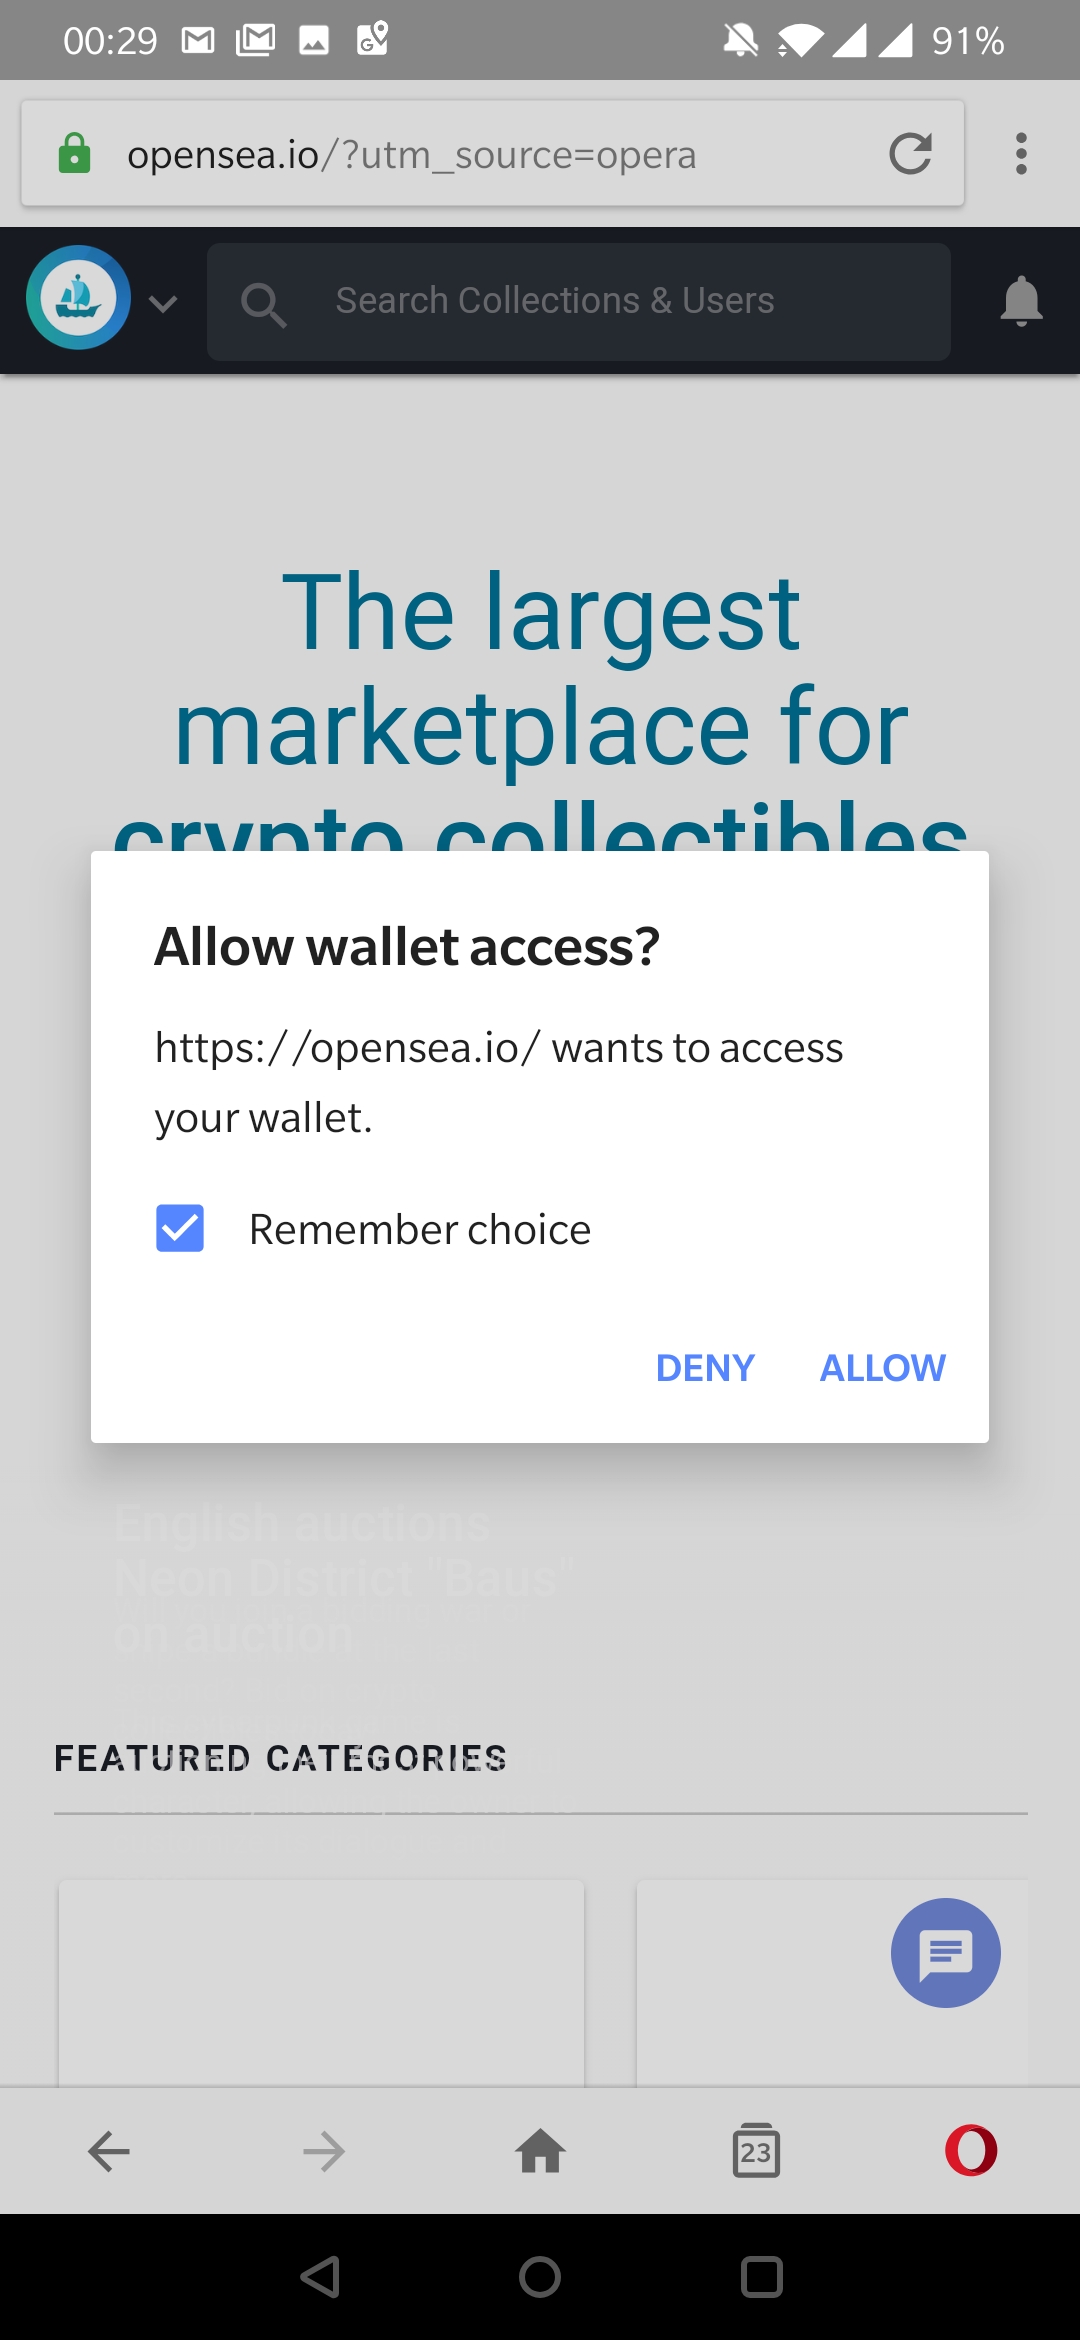 00:29
91%
opensea.io/?utm_source=opera
Search Collections & Users
The largest
marketplace for
crypto collectibles
Allow wallet access?
https://opensea.io/ wants to access
your wallet.
Remember choice
DENY ALLOW
English auctions
Neon District "Baus"
on auction
FEATURED CATEGORIES
23